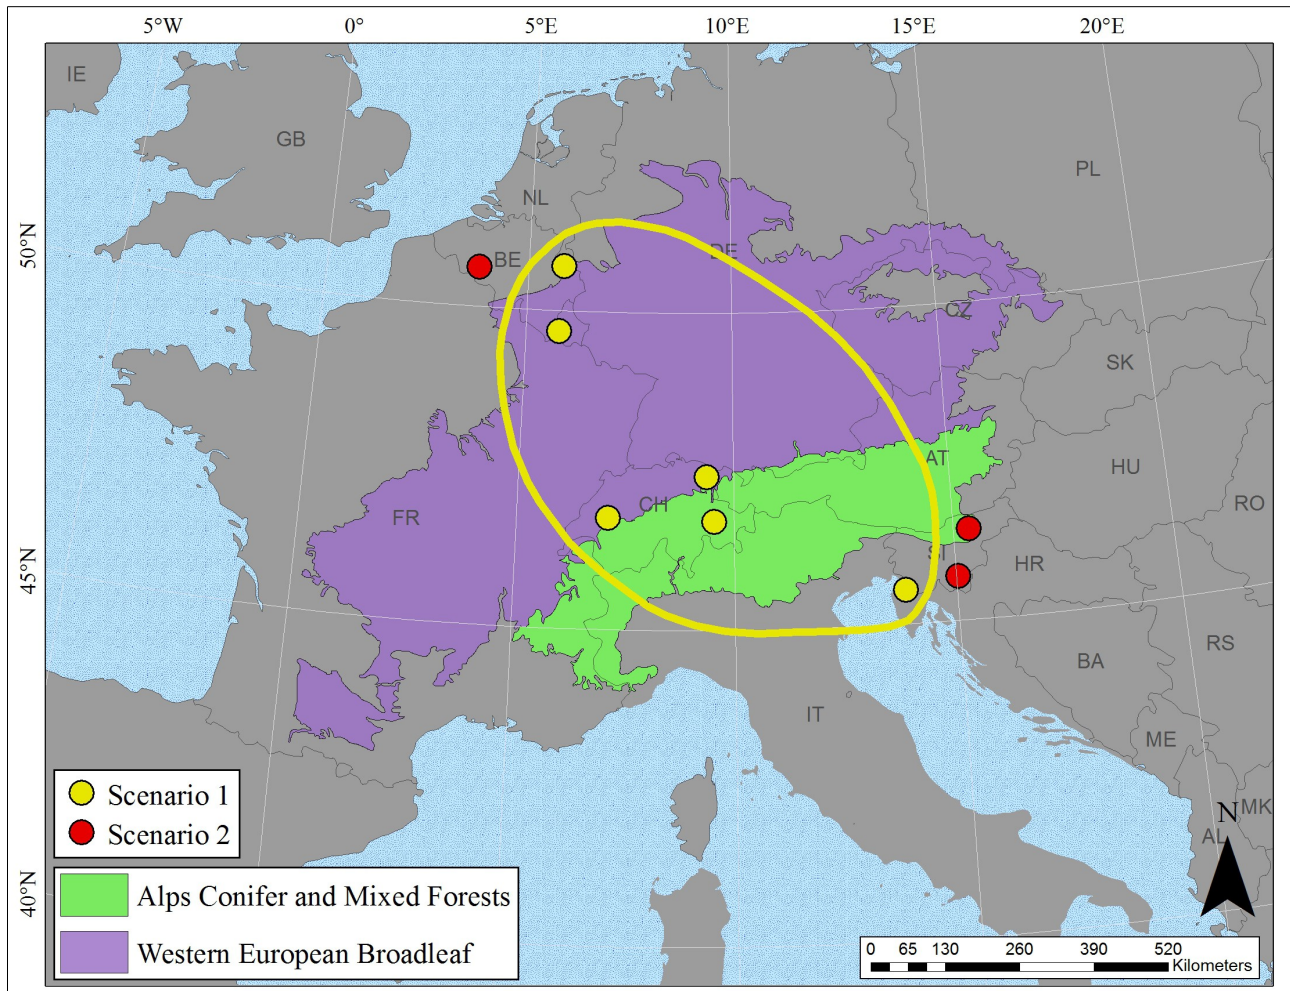 5°W 0° 5°E 10°E 15°E 20°E
IE
GB
PL
NL
50°N
DE
BE
CZ
SK
AT
HU
RO
CH
FR
SI
HR
45°N
RS
BA
IT
ME
Scenario 1
Scenario 2
MK
N
AL
Alps Conifer and Mixed Forests
40°N
Western European Broadleaf
0 65 130 260 390 520
Kilometers